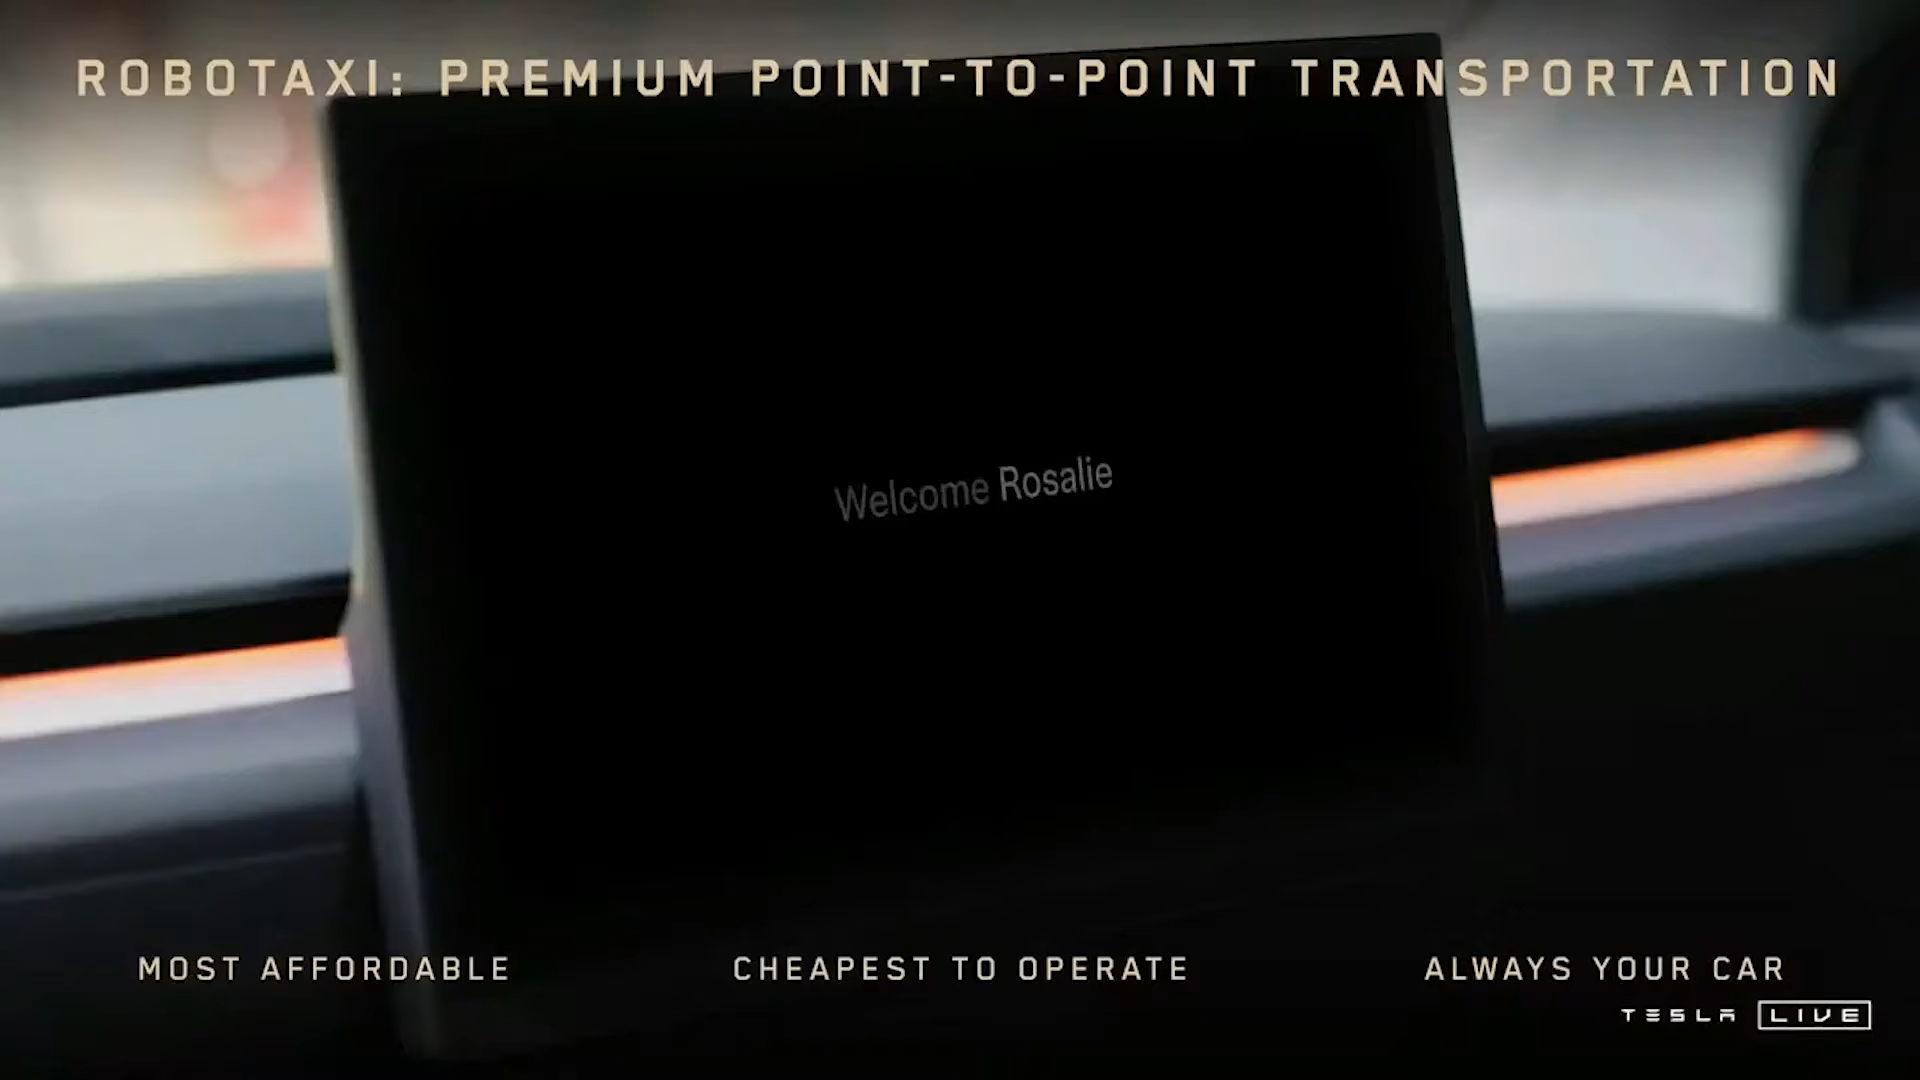 ROBOTAXI: PREMIUM POINT-TO-POINT TRANSPORTATION
Welcome Rosalie
MOST AFFORDABLE
CHEAPEST TO OPERATE
ALWAYS YOUR CAR
TESLA LIVE